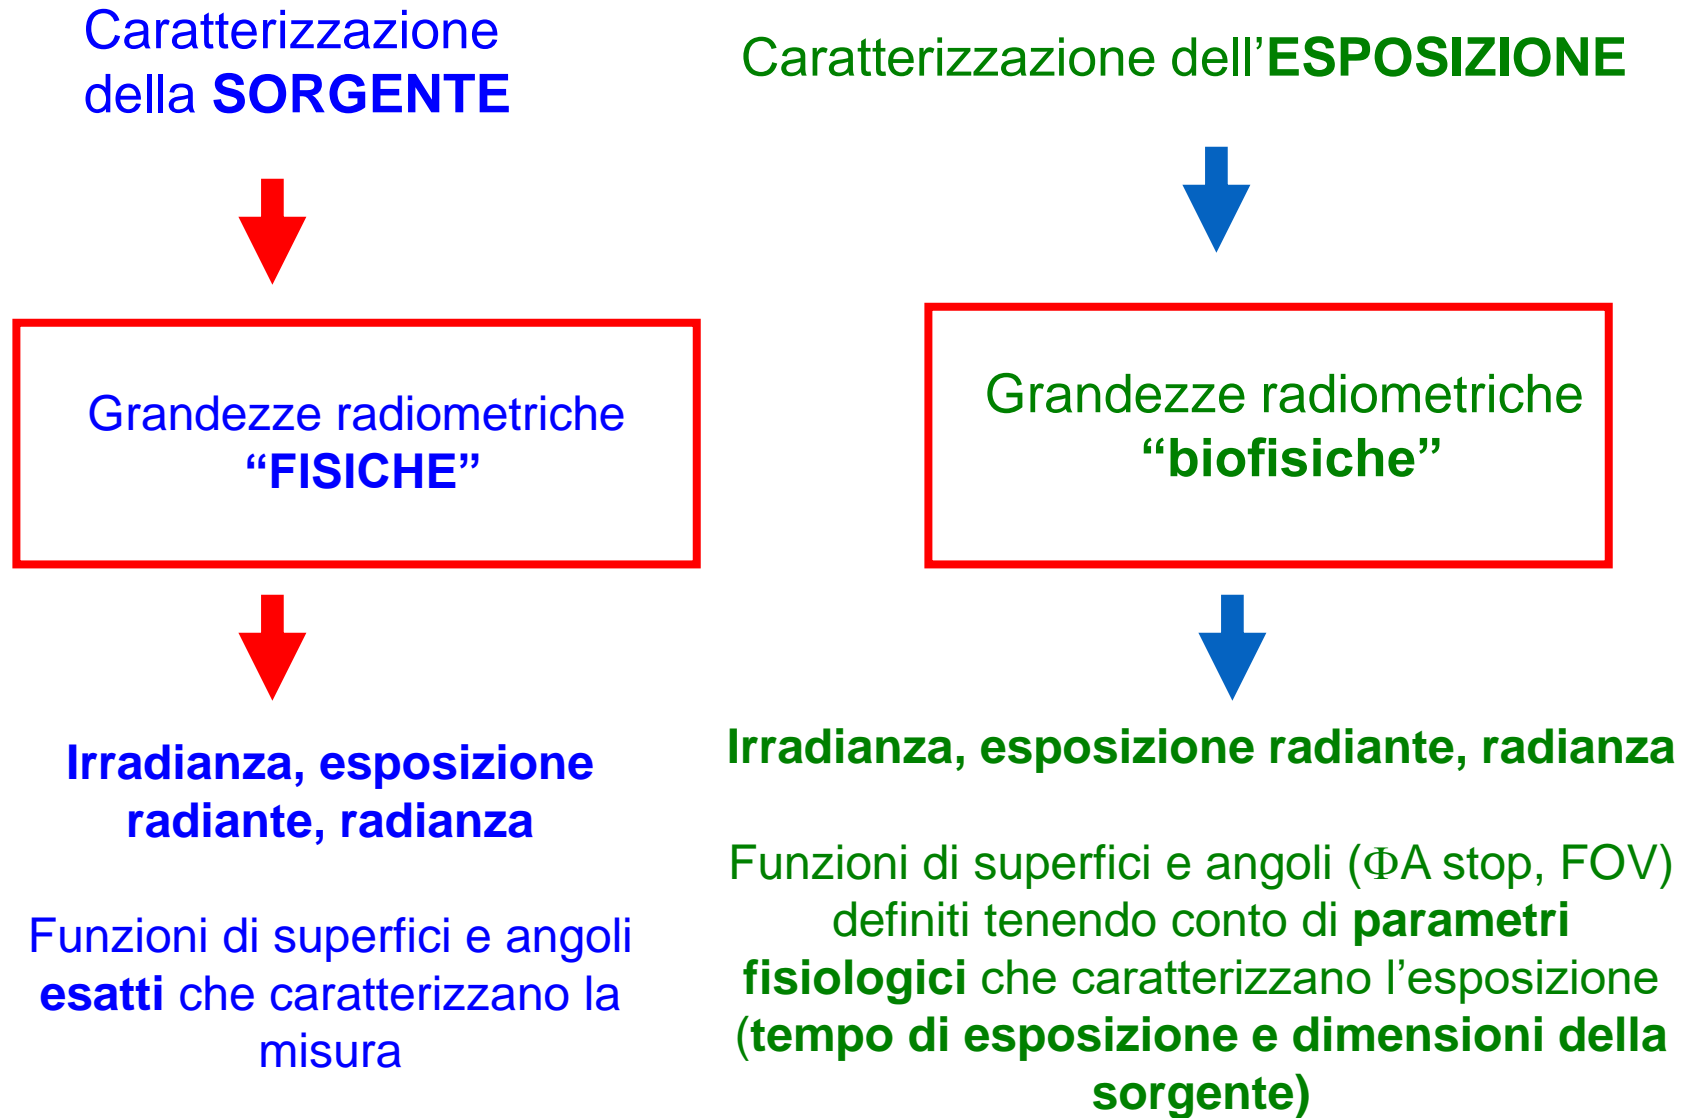 Caratterizzazione
della SORGENTE
Grandezze radiometriche
“FISICHE”
Irradianza, esposizione
radiante, radianza
Funzioni di superfici e angoli
esatti che caratterizzano la
misura
Caratterizzazione dell’ESPOSIZIONE
Grandezze radiometriche
“biofisiche”
Irradianza, esposizione radiante, radianza
Funzioni di superfici e angoli (ΦA stop, FOV)
definiti tenendo conto di parametri
fisiologici che caratterizzano l’esposizione
(tempo di esposizione e dimensioni della
sorgente)